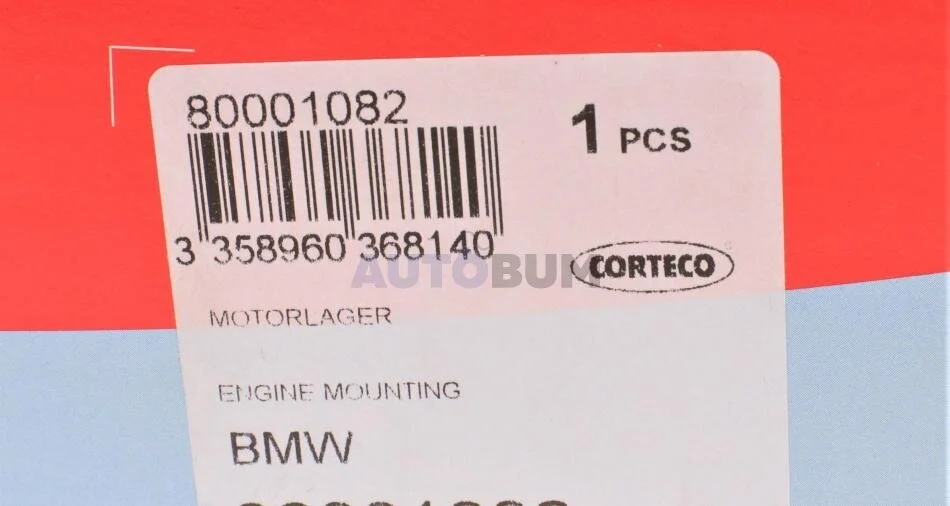 80001082
1 PCS
3 358960 368140
AUTOBUM
CORTECO
MOTORLAGER
ENGINE MOUNTING
BMW